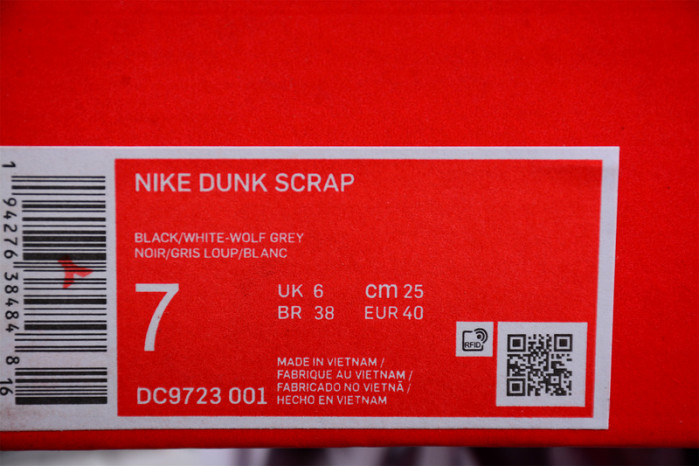 NIKE DUNK SCRAP
BLACK/WHITE-WOLF GREY
NOIR/GRIS LOUP/BLANC
7
UK 6 cm 25
BR 38 EUR 40
RFID
MADE IN VIETNAM /
FABRIQUE AU VIETNAM /
FABRICADO NO VIETNÃ /
HECHO EN VIETNAM
DC9723 001
1 94276 38484 8 16